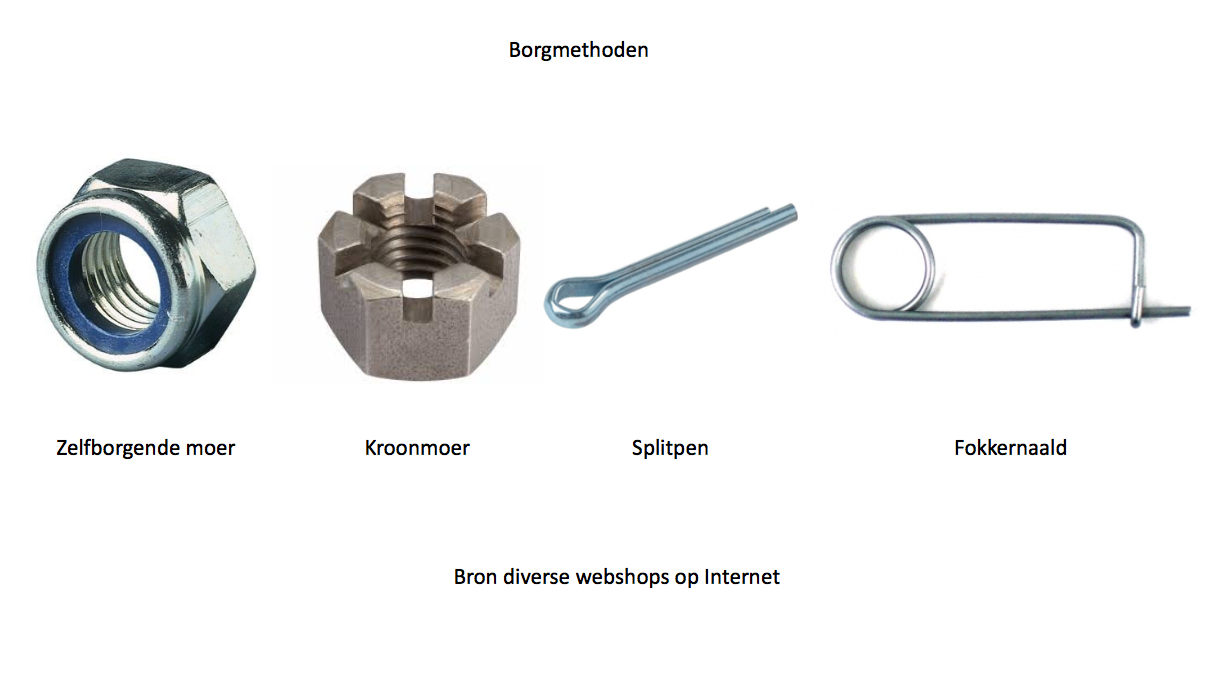 Borgmethoden
Zelfborgende moer
Kroonmoer
Splitpen
Fokkernaald
Bron diverse webshops op Internet